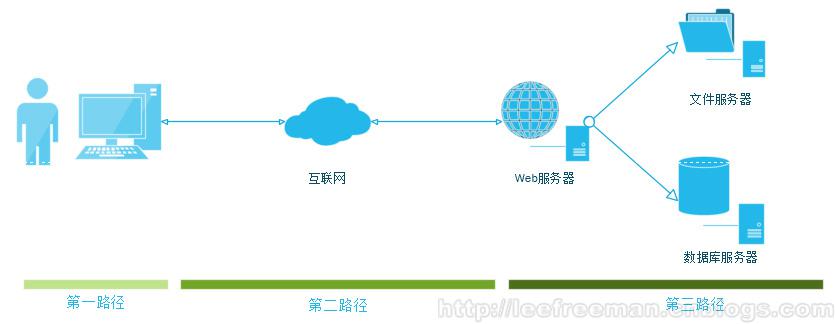 文件服务器
互联网
Web服务器
数据库服务器
第一路径
第二路径
第三路径
http://leefreeman.cnblogs.com